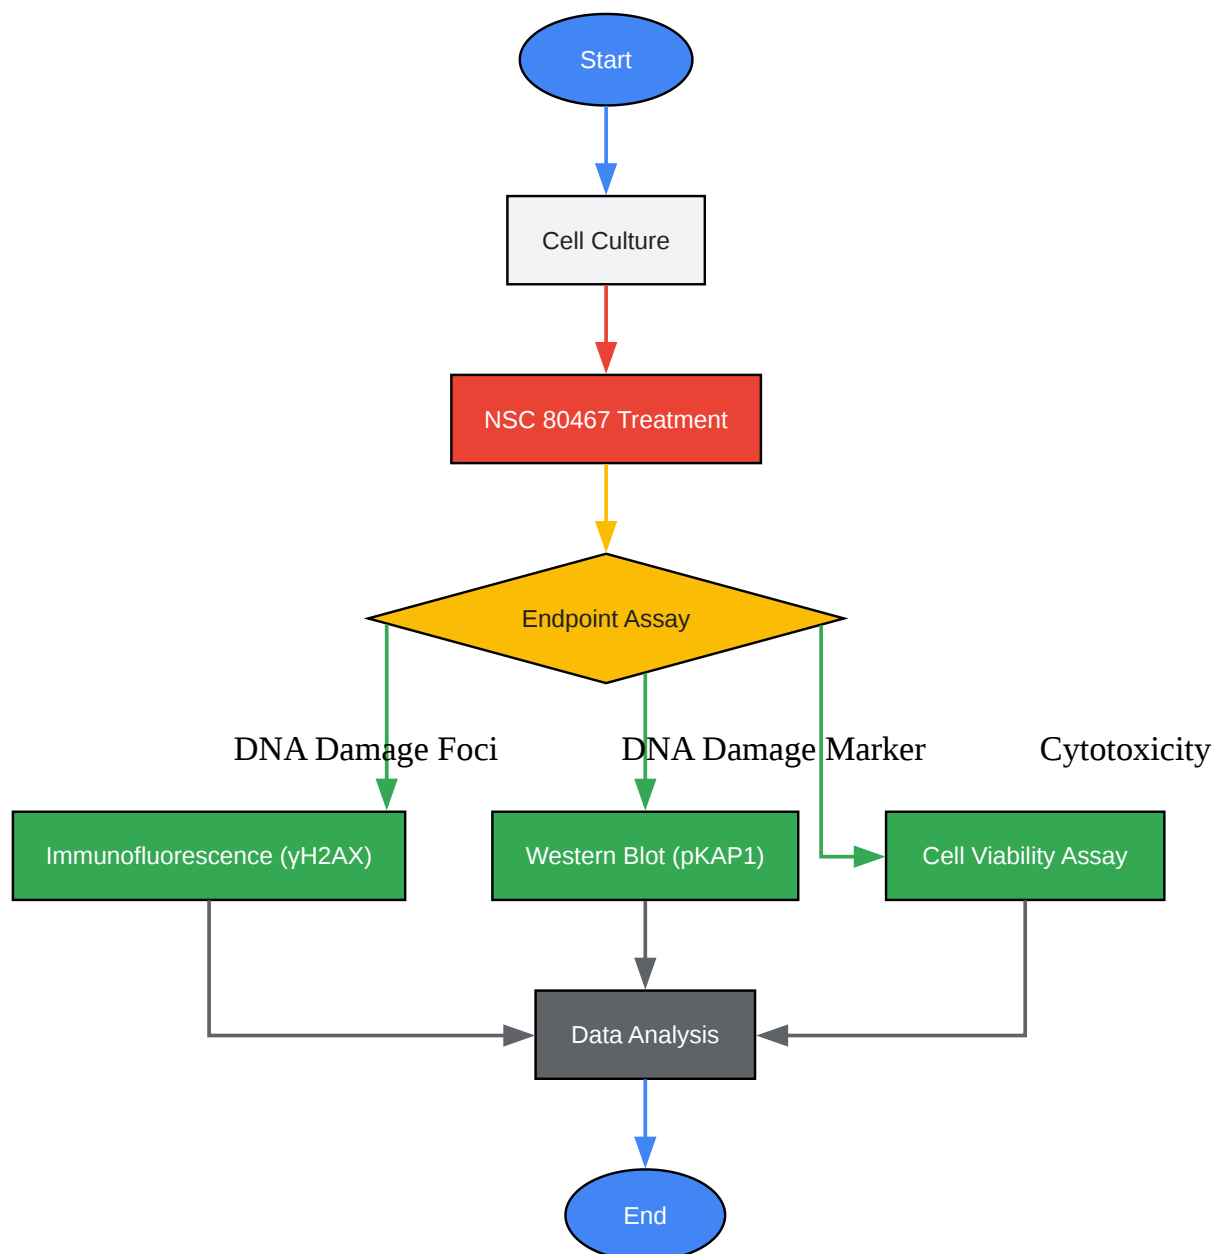 Start
Cell Culture
NSC 80467 Treatment
Endpoint Assay
DNA Damage Foci
DNA Damage Marker
Cytotoxicity
Immunofluorescence (γH2AX)
Western Blot (pKAP1)
Cell Viability Assay
Data Analysis
End